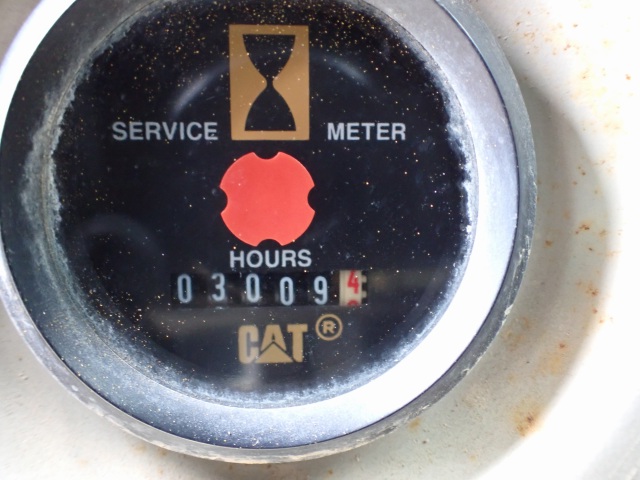 SERVICE METER
HOURS
030094
CAT ®